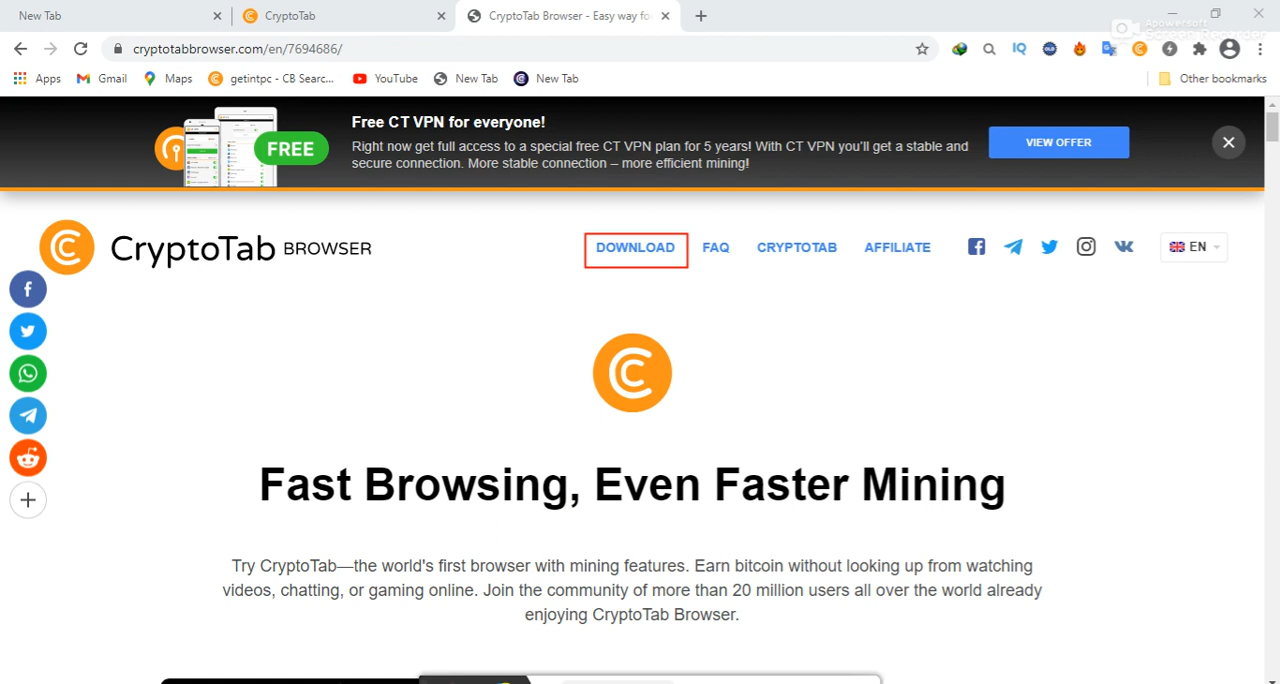 New Tab
CryptoTab
CryptoTab Browser - Easy way fo
Apowersoft
Screen Recorder
cryptotabbrowser.com/en/7694686/
IQ
Apps
Gmail
Maps
getintpc - CB Searc...
YouTube
New Tab
New Tab
Other bookmarks
FREE
Free CT VPN for everyone!
Right now get full access to a special free CT VPN plan for 5 years! With CT VPN you'll get a stable and
secure connection. More stable connection – more efficient mining!
VIEW OFFER
CryptoTab BROWSER
DOWNLOAD
FAQ
CRYPTOTAB
AFFILIATE
EN
Fast Browsing, Even Faster Mining
Try CryptoTab—the world's first browser with mining features. Earn bitcoin without looking up from watching
videos, chatting, or gaming online. Join the community of more than 20 million users all over the world already
enjoying CryptoTab Browser.